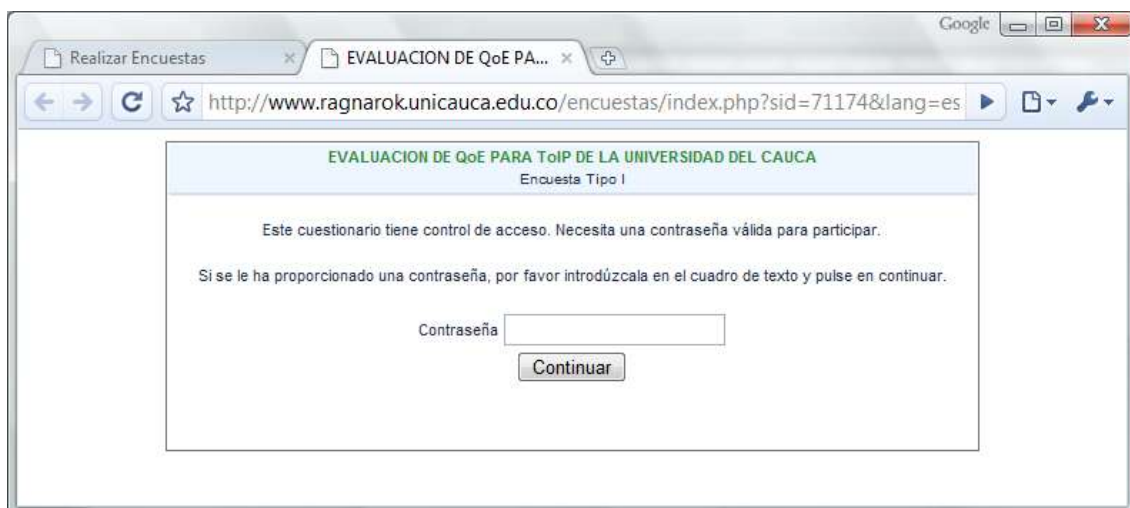 Google
Realizar Encuestas
EVALUACION DE QoE PA...
http://www.ragnarok.unicauca.edu.co/encuestas/index.php?sid=71174&lang=es
EVALUACION DE QoE PARA ToIP DE LA UNIVERSIDAD DEL CAUCA
Encuesta Tipo I
Este cuestionario tiene control de acceso. Necesita una contraseña válida para participar.
Si se le ha proporcionado una contraseña, por favor introdúzcala en el cuadro de texto y pulse en continuar.
Contraseña
Continuar